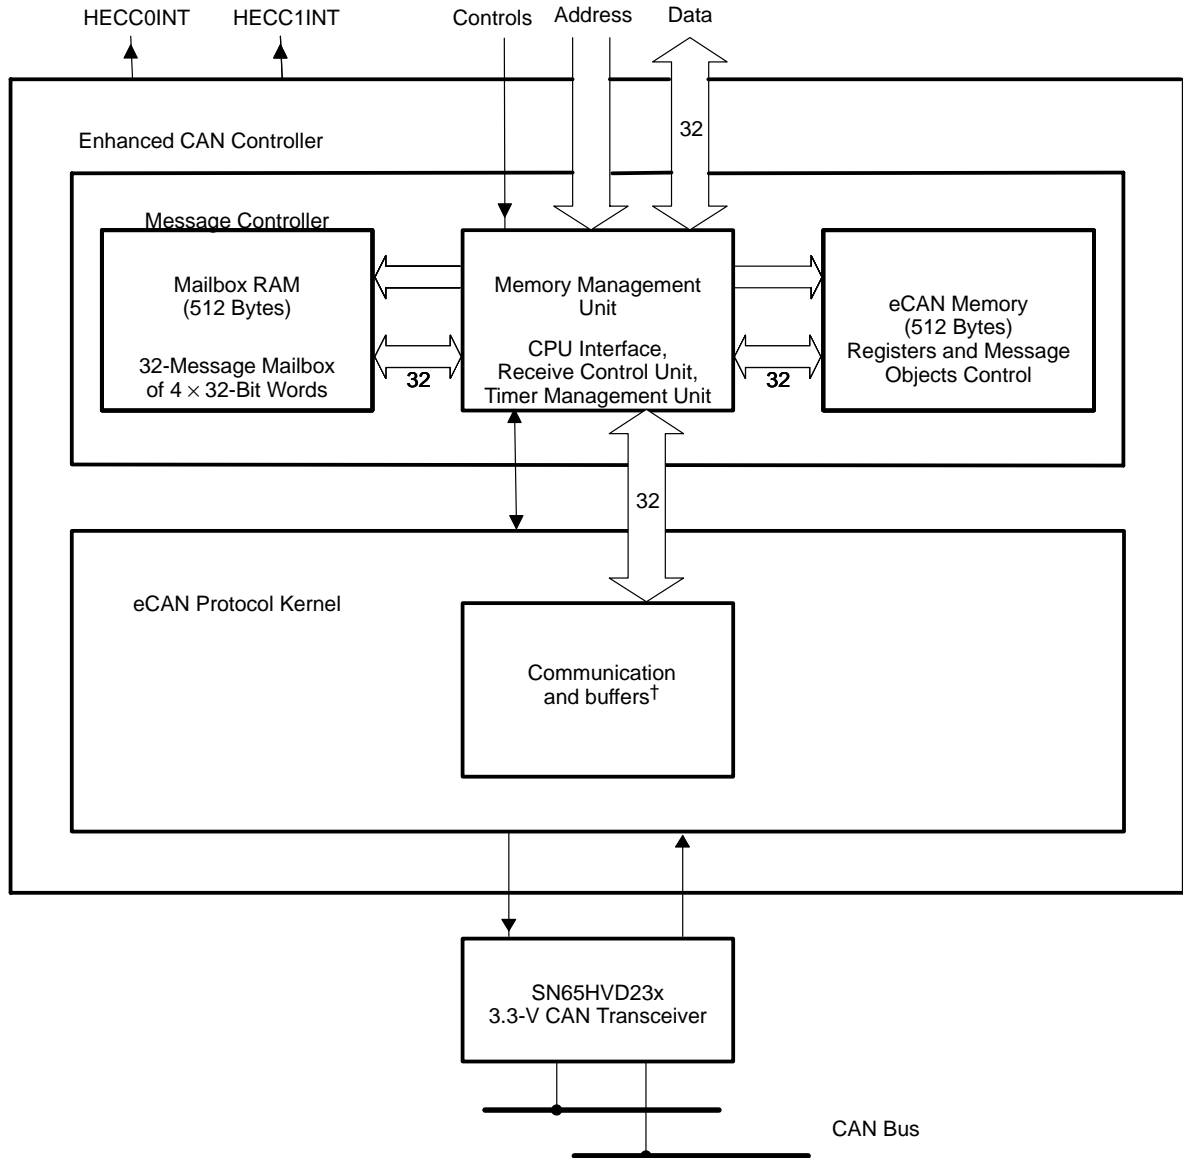 HECC0INT HECC1INT Controls Address Data
32
Enhanced CAN Controller
Message Controller
Mailbox RAM
(512 Bytes)
32-Message Mailbox
of 4 × 32-Bit Words
32
Memory Management
Unit
CPU Interface,
Receive Control Unit,
Timer Management Unit
32
eCAN Memory
(512 Bytes)
Registers and Message
Objects Control
32
eCAN Protocol Kernel
Communication
and buffers†
SN65HVD23x
3.3-V CAN Transceiver
CAN Bus